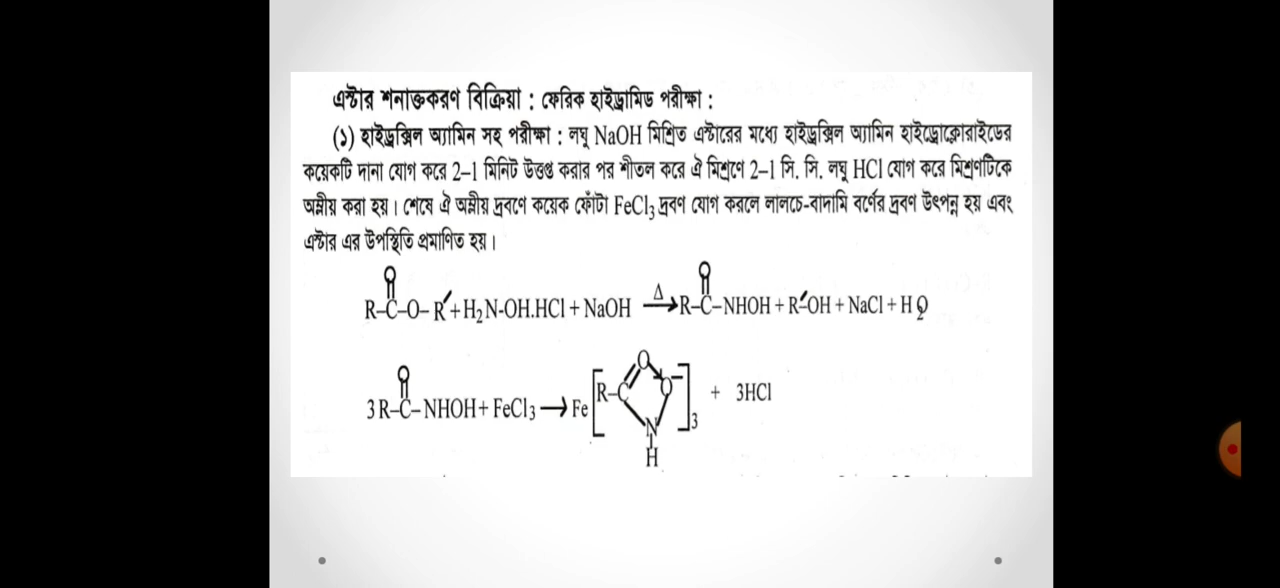 এস্টার শনাক্তকরণ বিক্রিয়া : ফেরিক হাইড্রামিড পরীক্ষা :
(১) হাইড্রক্সিল অ্যামিন সহ পরীক্ষা : লঘু NaOH মিশ্রিত এস্টারের মধ্যে হাইড্রক্সিল অ্যামিন হাইড্রোক্লোরাইডের
কয়েকটি দানা যোগ করে 2–1 মিনিট উত্তপ্ত করার পর শীতল করে ঐ মিশ্রণে 2–1 সি. সি. লঘু HCl যোগ করে মিশ্রণটিকে
অম্লীয় করা হয়। শেষে ঐ অম্লীয় দ্রবণে কয়েক ফোঁটা FeCl₃ দ্রবণ যোগ করলে লালচে-বাদামি বর্ণের দ্রবণ উৎপন্ন হয় এবং
এস্টার এর উপস্থিতি প্রমাণিত হয়।
O O
R–C–O–R′+H₂N-OH.HCl + NaOH Δ→ R–C–NHOH + R′-OH + NaCl + H O
O
3 R–C–NHOH + FeCl₃ → Fe [R–C O O⁻ N H]₃ + 3HCl